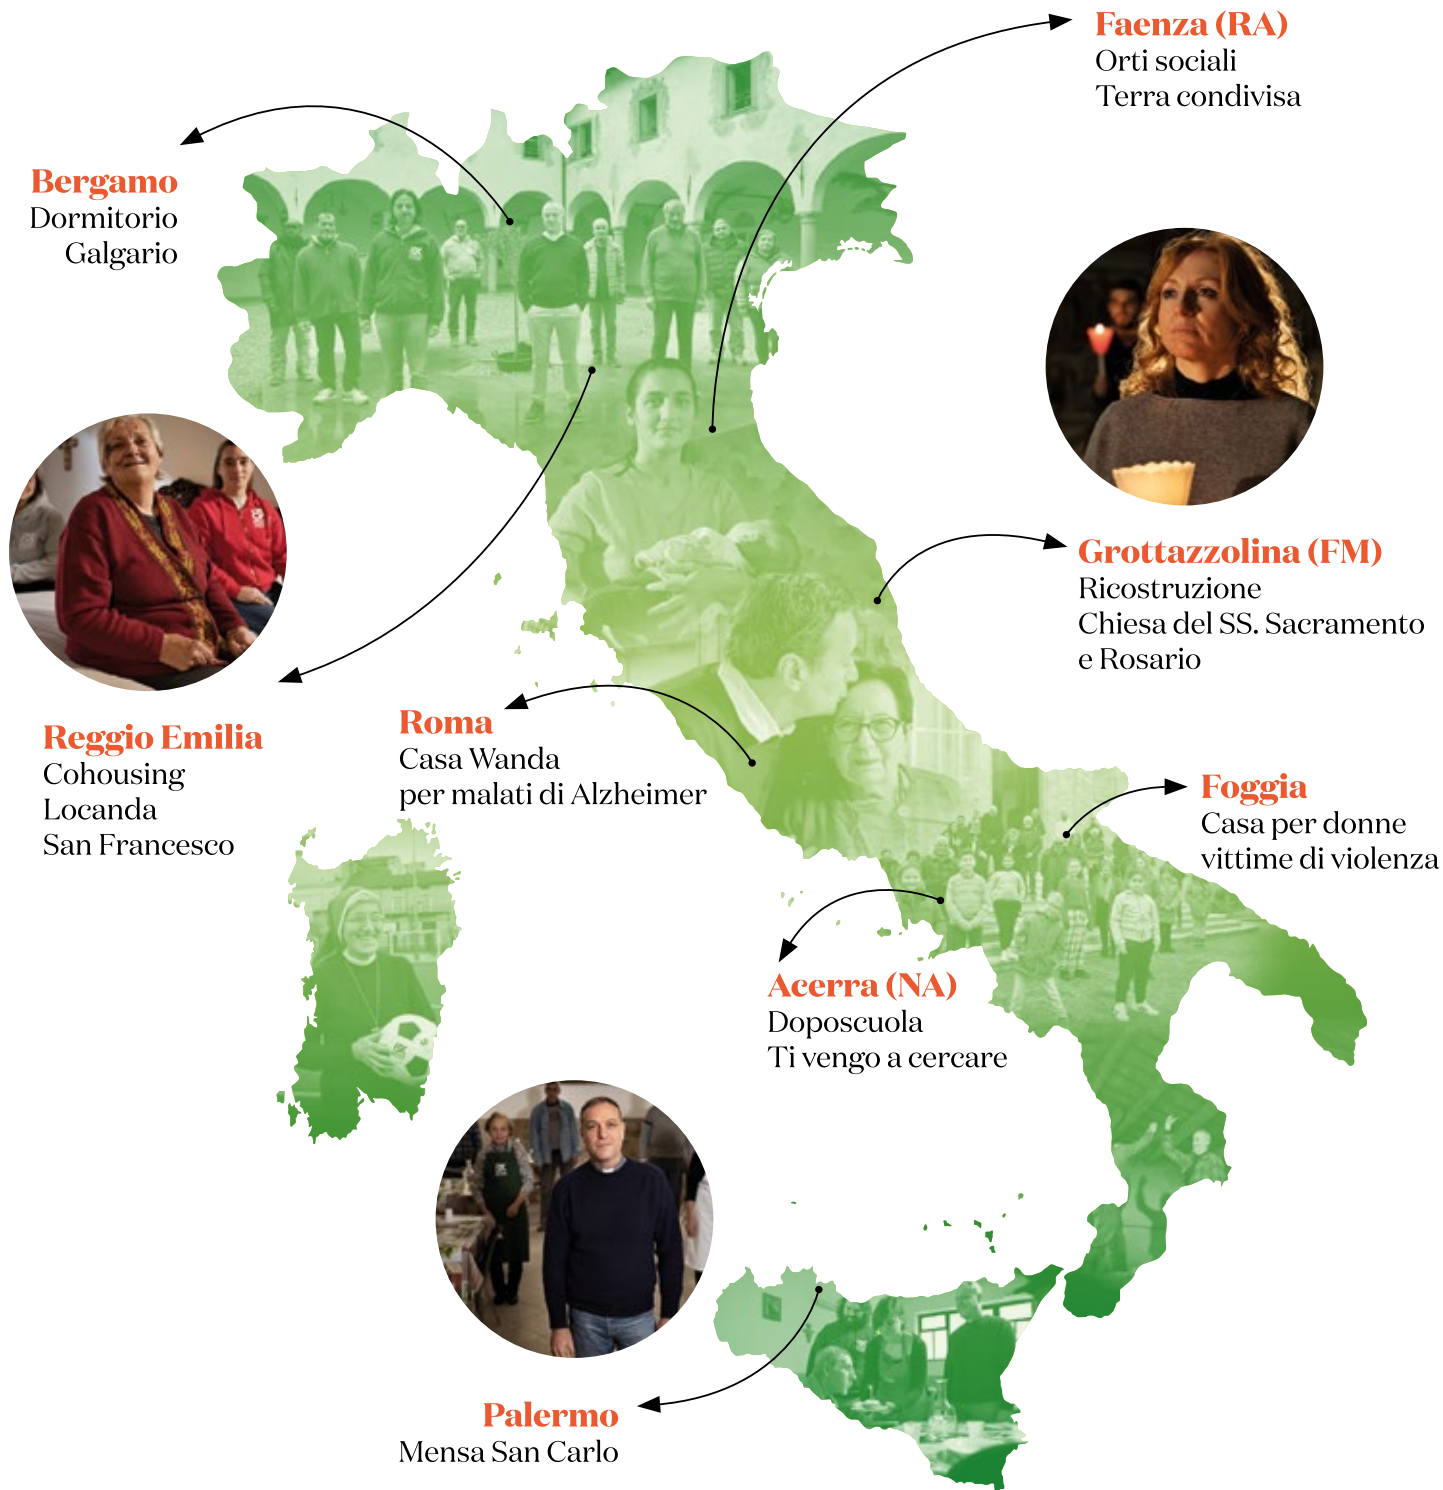 Faenza (RA)
Orti sociali
Terra condivisa
Bergamo
Dormitorio
Galgario
Grottazzolina (FM)
Ricostruzione
Chiesa del SS. Sacramento
e Rosario
Reggio Emilia
Cohousing
Locanda
San Francesco
Roma
Casa Wanda
per malati di Alzheimer
Foggia
Casa per donne
vittime di violenza
Acerra (NA)
Doposcuola
Ti vengo a cercare
Palermo
Mensa San Carlo